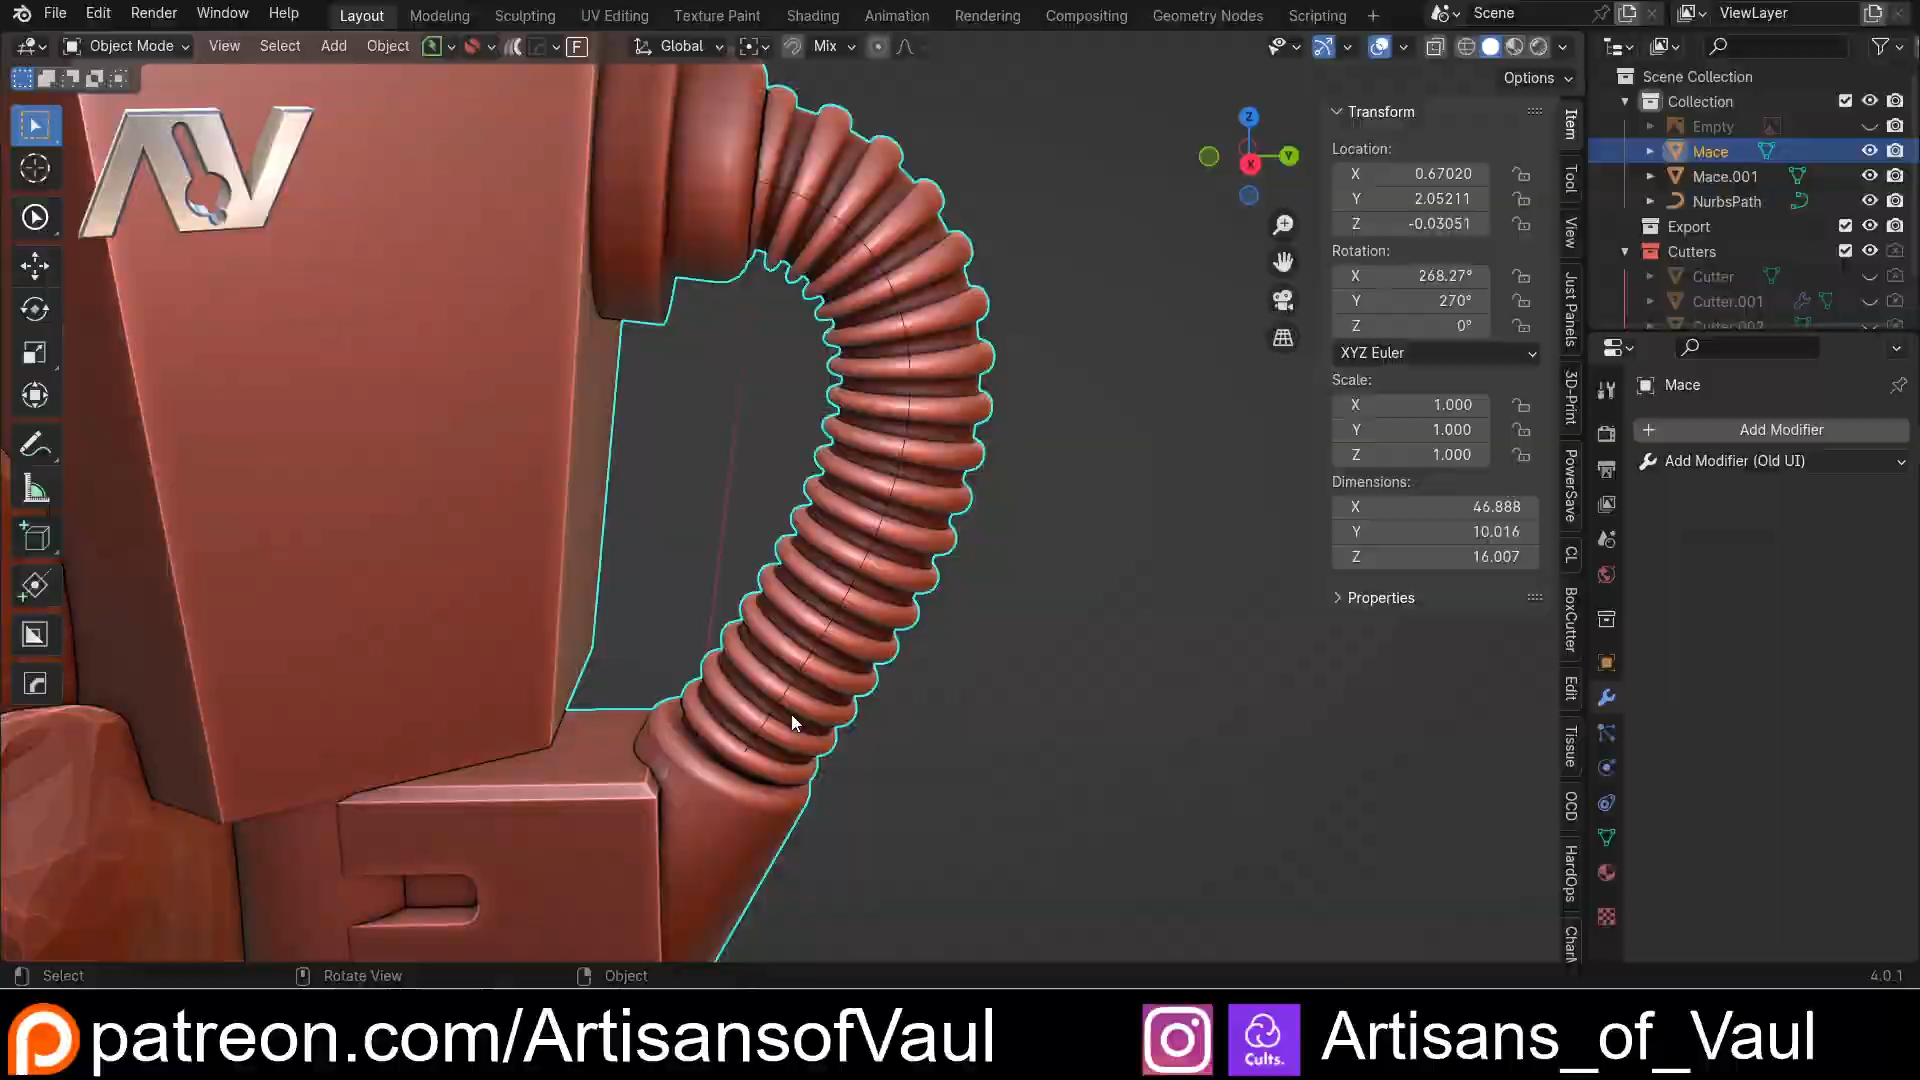 File Edit Render Window Help Layout Modeling Sculpting UV Editing Texture Paint Shading Animation Rendering Compositing Geometry Nodes Scripting + Scene ViewLayer
Object Mode View Select Add Object F Global Mix
Options
Transform
Location:
X 0.67020
Y 2.05211
Z -0.03051
Rotation:
X 268.27°
Y 270°
Z 0°
XYZ Euler
Scale:
X 1.000
Y 1.000
Z 1.000
Dimensions:
X 46.888
Y 10.016
Z 16.007
Properties
Z
Y
X
Item
Tool
View
Just Panels
3D-Print
PowerSave
CL
BoxCutter
Edit
Tissue
OCD
HardOps
Scene Collection
Collection
Empty
Mace
Mace.001
NurbsPath
Export
Cutters
Cutter
Cutter.001
Cutter.002
Mace
Add Modifier
Add Modifier (Old UI)
Select Rotate View Object 4.0.1
patreon.com/ArtisansofVaul
Cults.
Artisans_of_Vaul